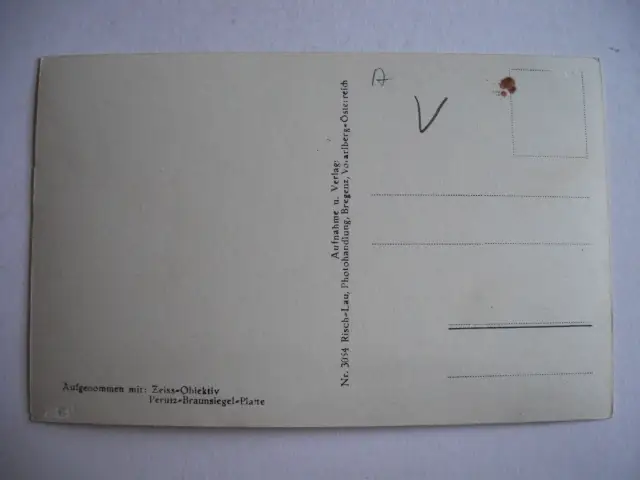 A
V
Aufnahme u. Verlag:
Nr. 3054 Risch-Lau, Photohandlung, Bregenz, Vorarlberg-Österreich
Aufgenommen mit: Zeiss-Objektiv
Perutz-Braunsiegel-Platte